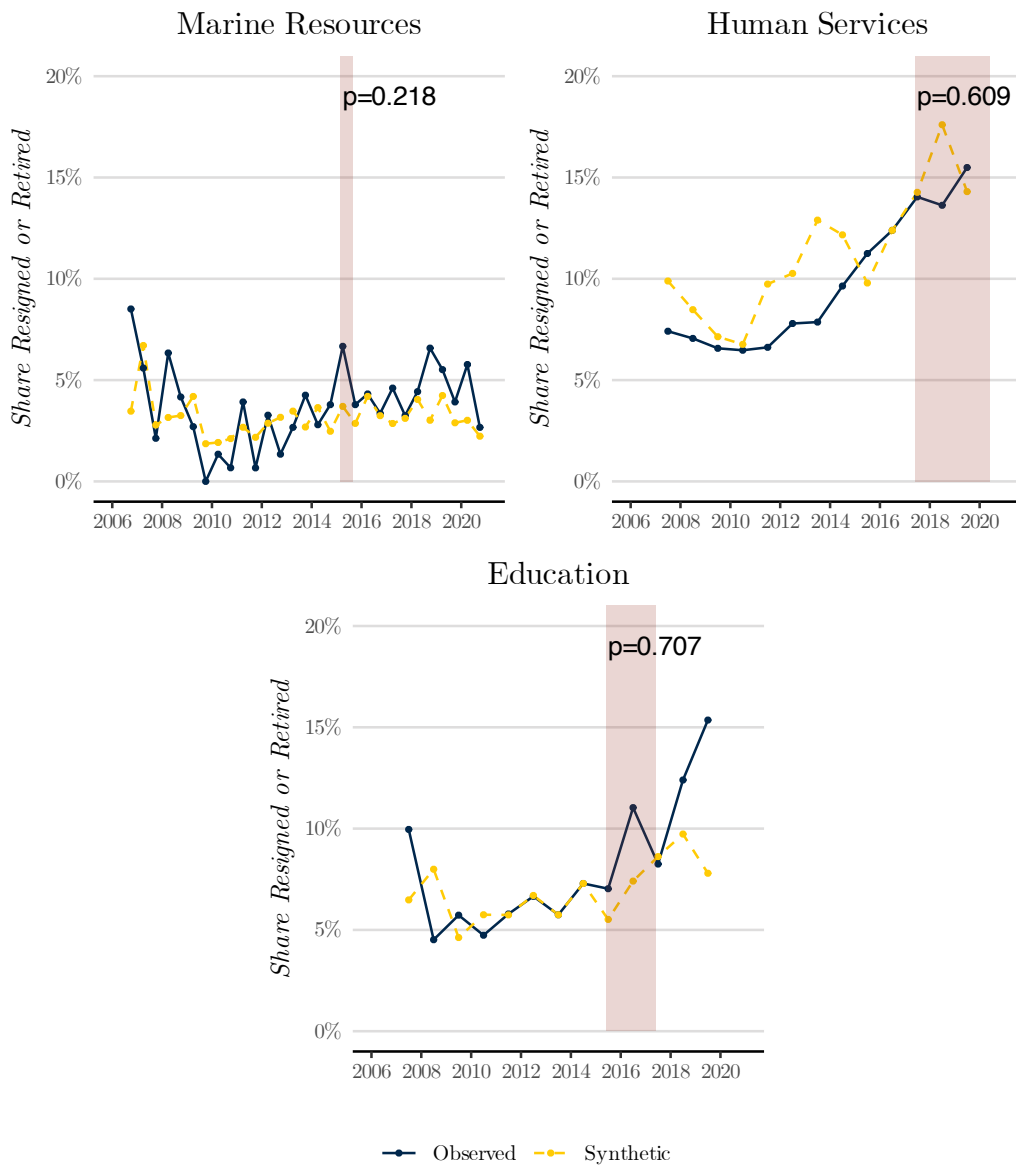 Marine Resources
Share Resigned or Retired
20%
15%
10%
5%
0%
p=0.218
2006 2008 2010 2012 2014 2016 2018 2020
Human Services
Share Resigned or Retired
20%
15%
10%
5%
0%
p=0.609
2006 2008 2010 2012 2014 2016 2018 2020
Education
Share Resigned or Retired
20%
15%
10%
5%
0%
p=0.707
2006 2008 2010 2012 2014 2016 2018 2020
Observed Synthetic